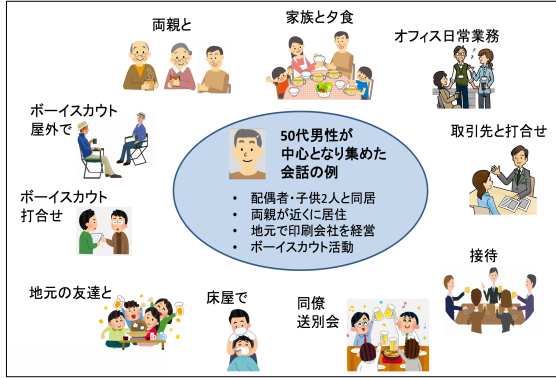 両親と
家族と夕食
オフィス日常業務
ボーイスカウト
屋外で
50代男性が
中心となり集めた
会話の例
取引先と打合せ
• 配偶者・子供2人と同居
• 両親が近くに居住
• 地元で印刷会社を経営
• ボーイスカウト活動
ボーイスカウト
打合せ
接待
地元の友達と
床屋で
同僚
送別会